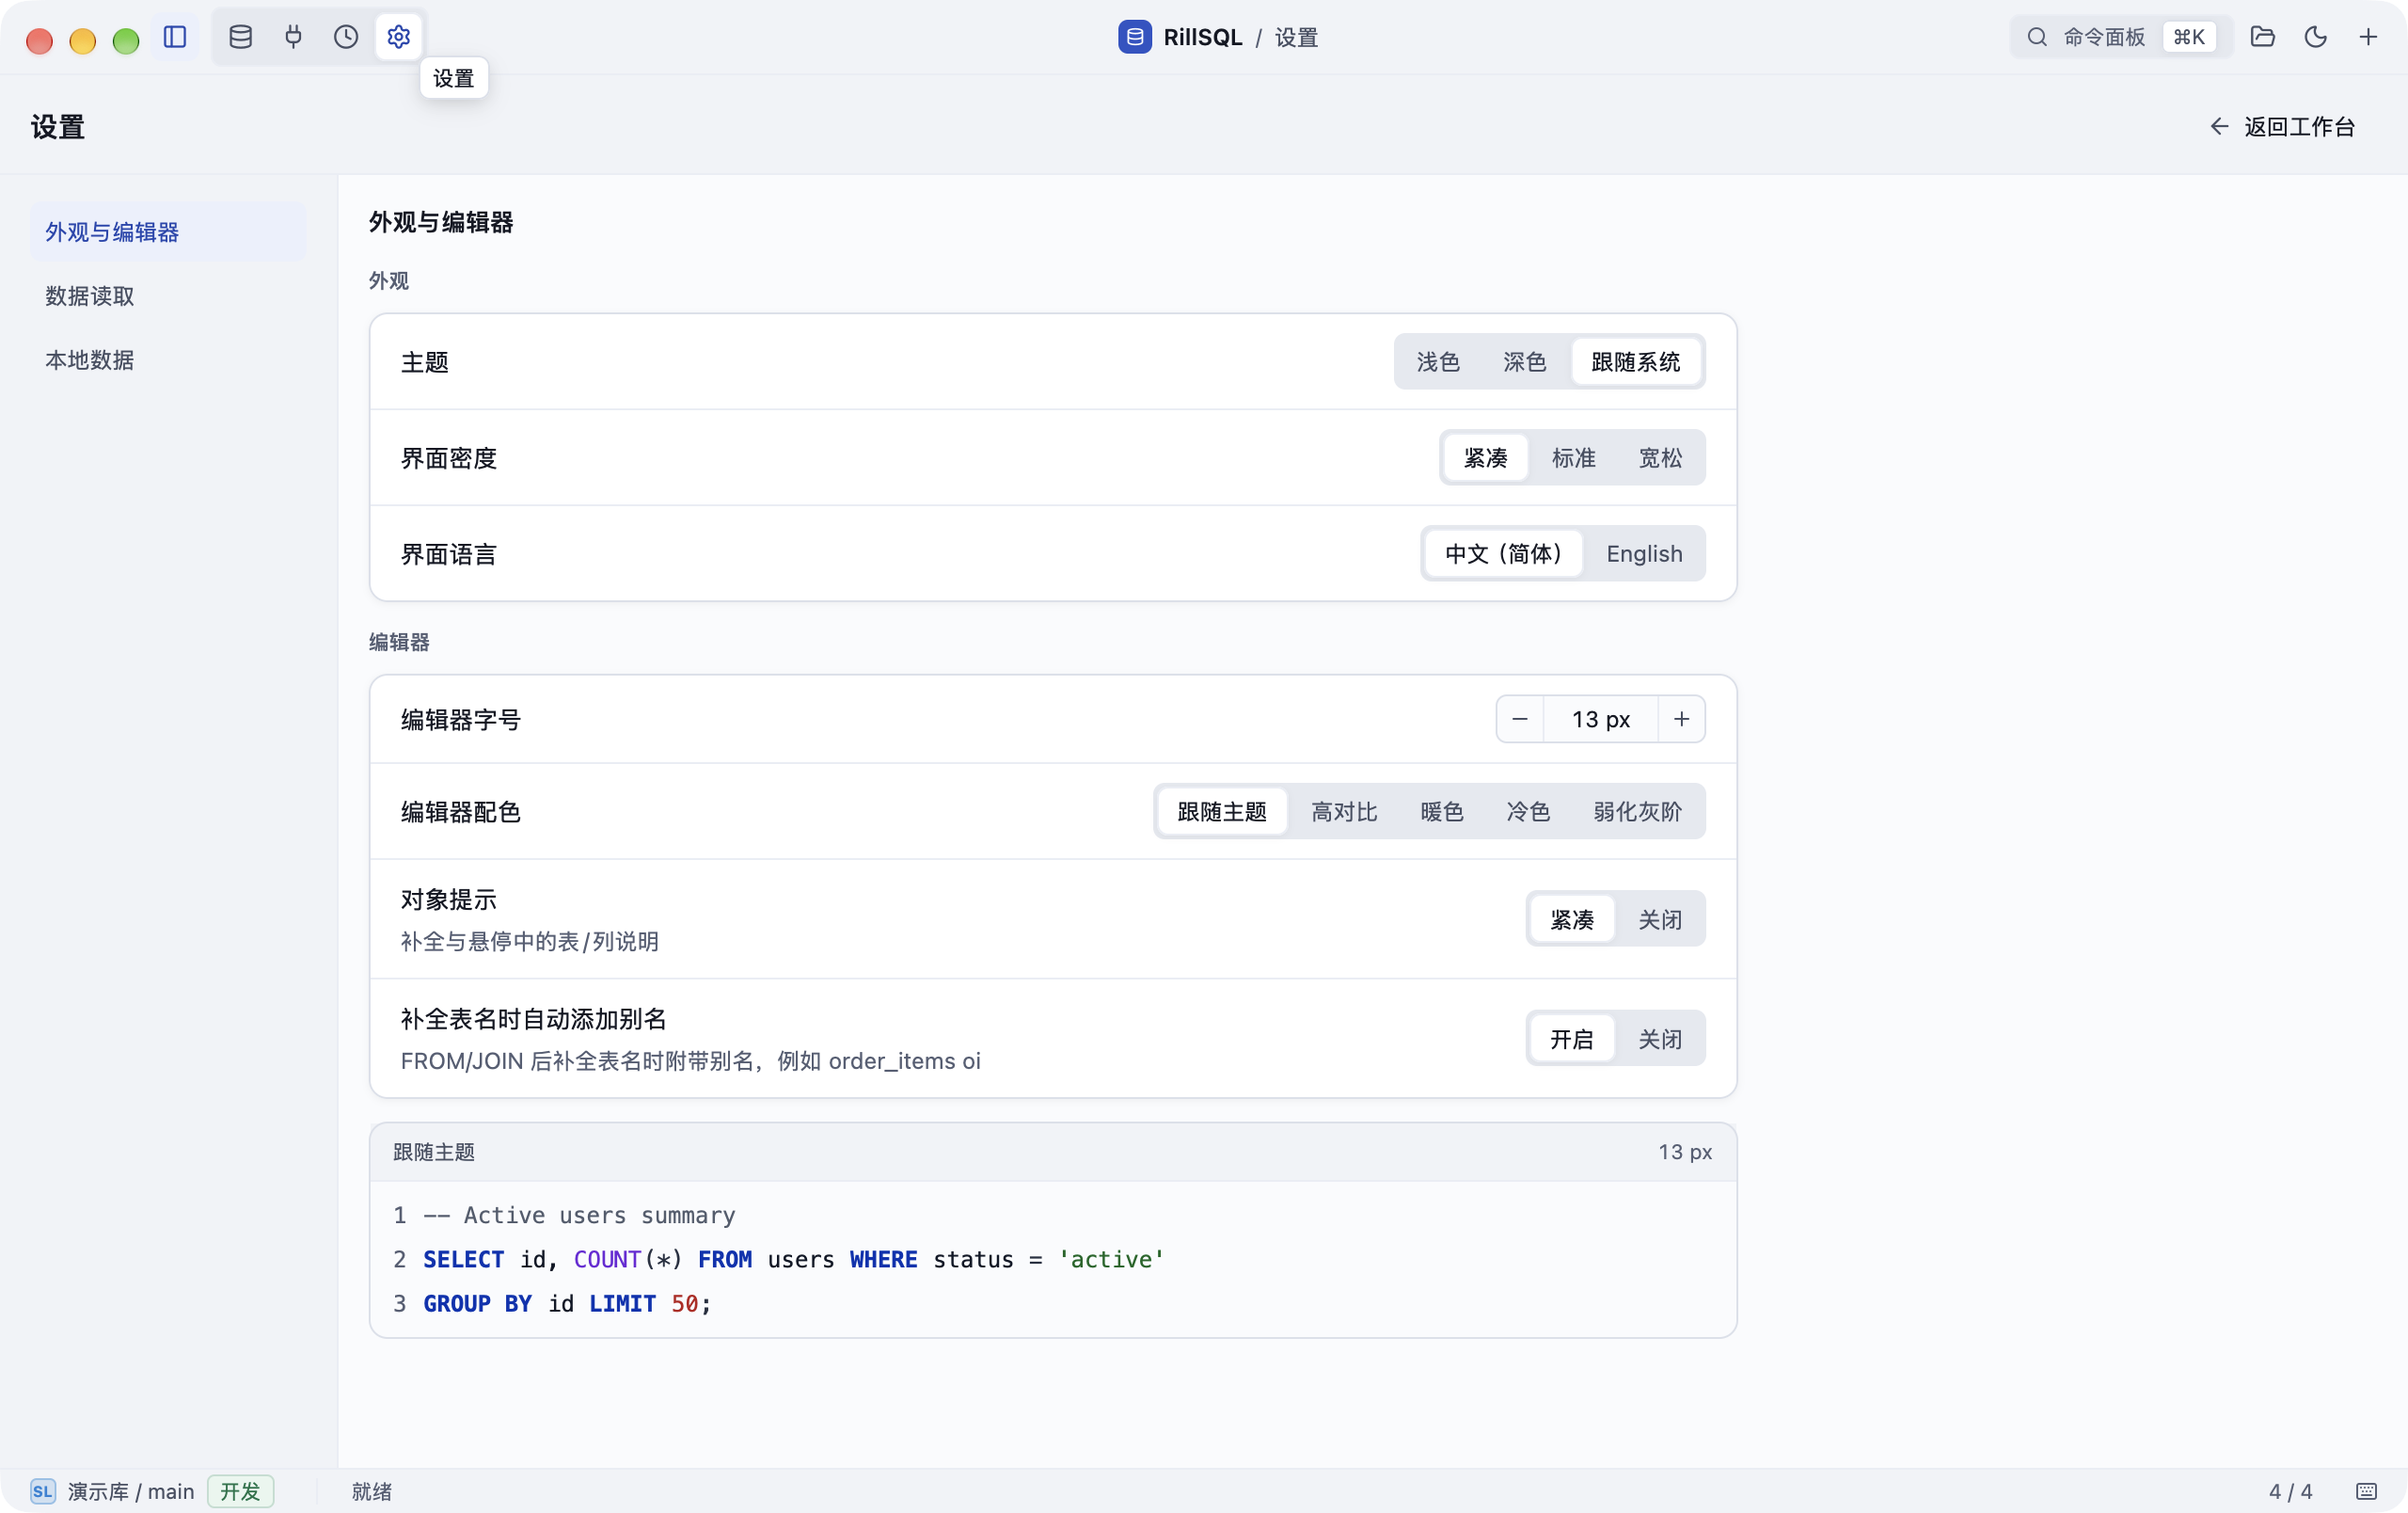 RillSQL / 设置
命令面板 ⌘K
设置
设置
返回工作台
外观与编辑器
数据读取
本地数据
外观与编辑器
外观
主题 浅色 深色 跟随系统
界面密度 紧凑 标准 宽松
界面语言 中文（简体） English
编辑器
编辑器字号 − 13 px +
编辑器配色 跟随主题 高对比 暖色 冷色 弱化灰阶
对象提示 紧凑 关闭
补全与悬停中的表/列说明
补全表名时自动添加别名 开启 关闭
FROM/JOIN 后补全表名时附带别名，例如 order_items oi
跟随主题 13 px
1 -- Active users summary
2 SELECT id, COUNT(*) FROM users WHERE status = 'active'
3 GROUP BY id LIMIT 50;
SL 演示库 / main 开发 就绪 4 / 4